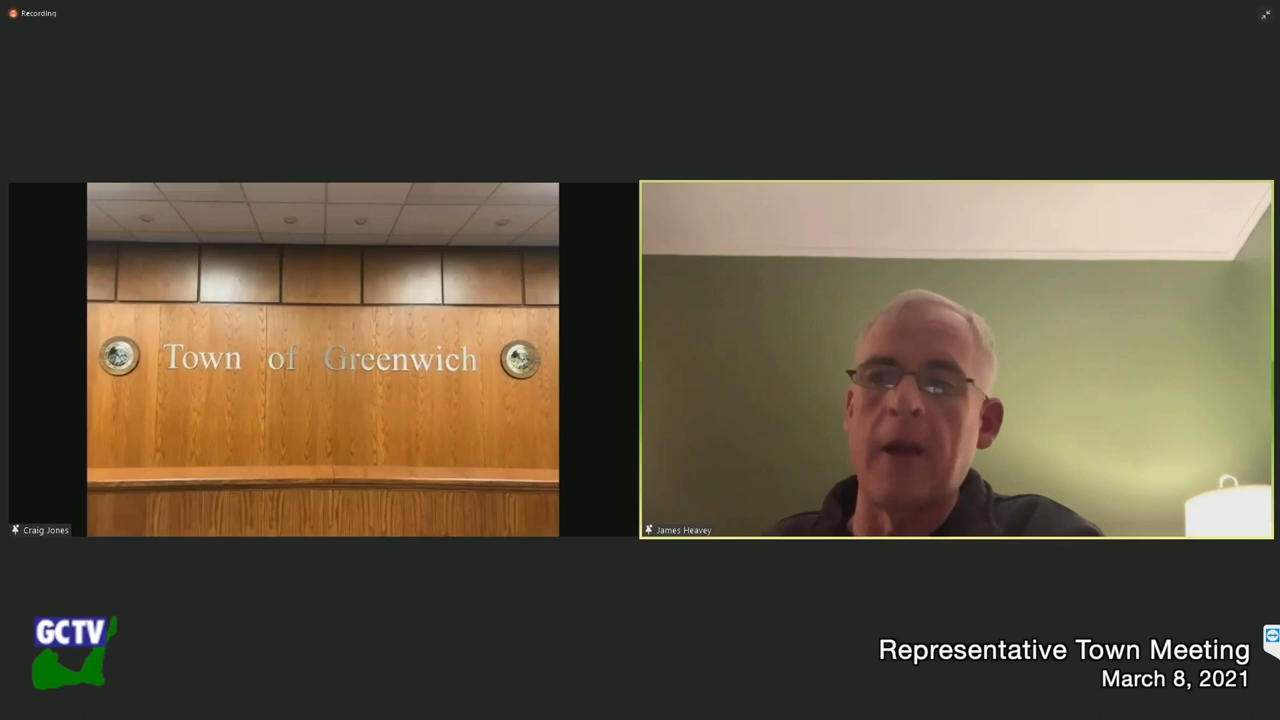 Recording
Town of Greenwich
Craig Jones
James Heavey
GCTV
Representative Town Meeting
March 8, 2021